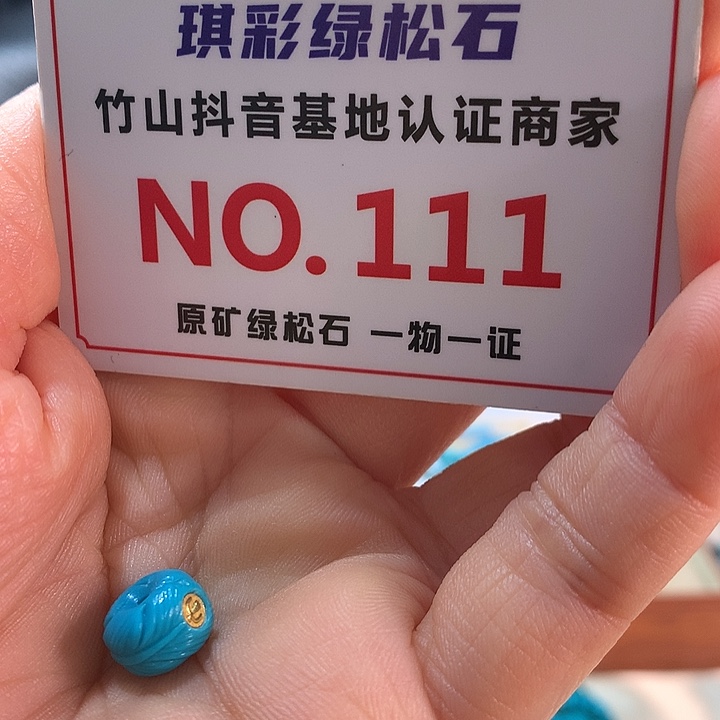 琪彩绿松石
竹山抖音基地认证商家
NO.111
原矿绿松石 一物一证